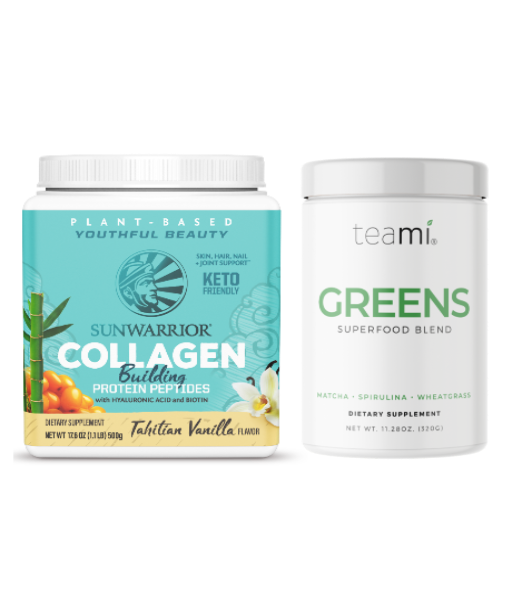 PLANT-BASED
YOUTHFUL BEAUTY
SKIN, HAIR, NAIL
+ JOINT SUPPORT
KETO
FRIENDLY
SUNWARRIOR
COLLAGEN
Building
PROTEIN PEPTIDES
with HYALURONIC ACID and BIOTIN
DIETARY SUPPLEMENT
NET WT 17.6 OZ (1.1 LB) 500g
Tahitian Vanilla FLAVOR
teami®
GREENS
SUPERFOOD BLEND
MATCHA • SPIRULINA • WHEATGRASS
DIETARY SUPPLEMENT
NET WT. 11.28OZ. (320G)